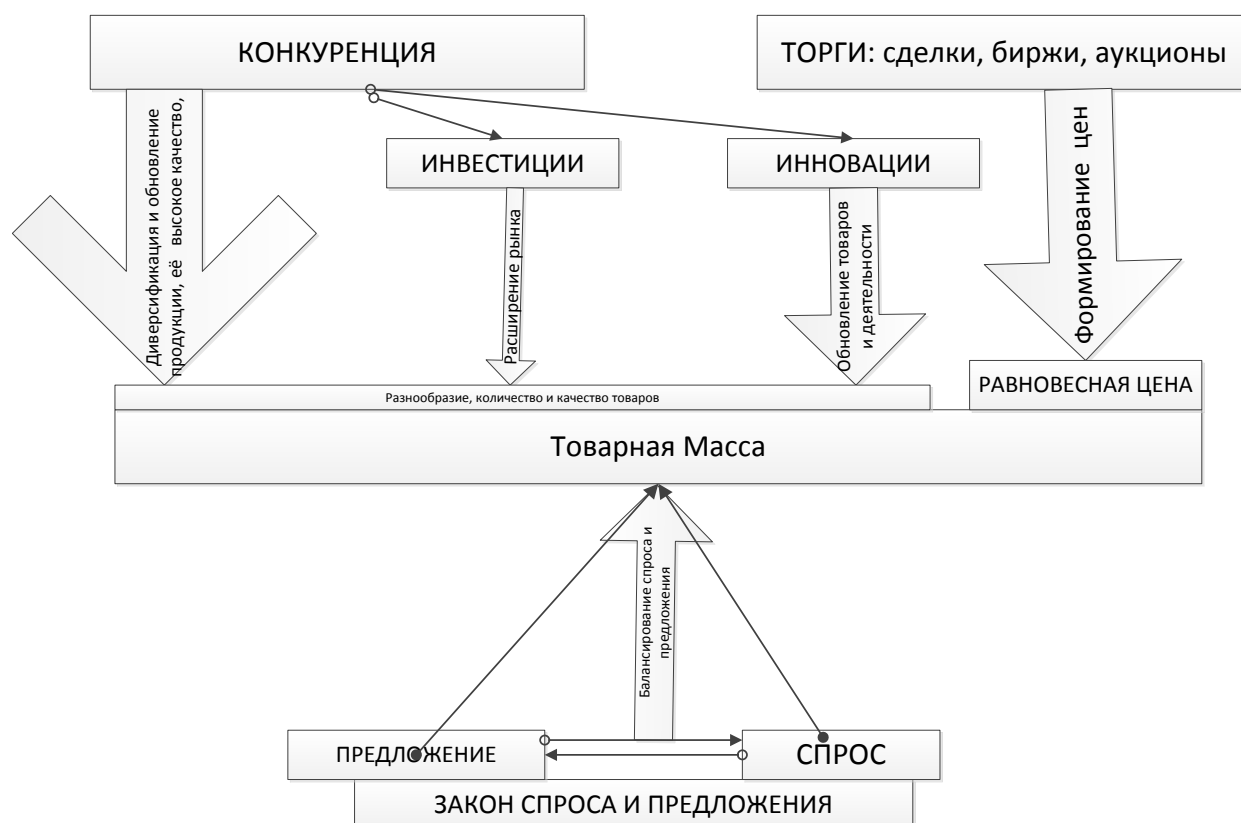 КОНКУРЕНЦИЯ
ТОРГИ: сделки, биржи, аукционы
Диверсификация и обновление
продукции, её высокое качество,
ИНВЕСТИЦИИ
ИННОВАЦИИ
Расширение рынка
Обновление товаров
и деятельности
Формирование цен
РАВНОВЕСНАЯ ЦЕНА
Разнообразие, количество и качество товаров
Товарная Масса
Балансирование спроса и
предложения
ПРЕДЛОЖЕНИЕ
СПРОС
ЗАКОН СПРОСА И ПРЕДЛОЖЕНИЯ